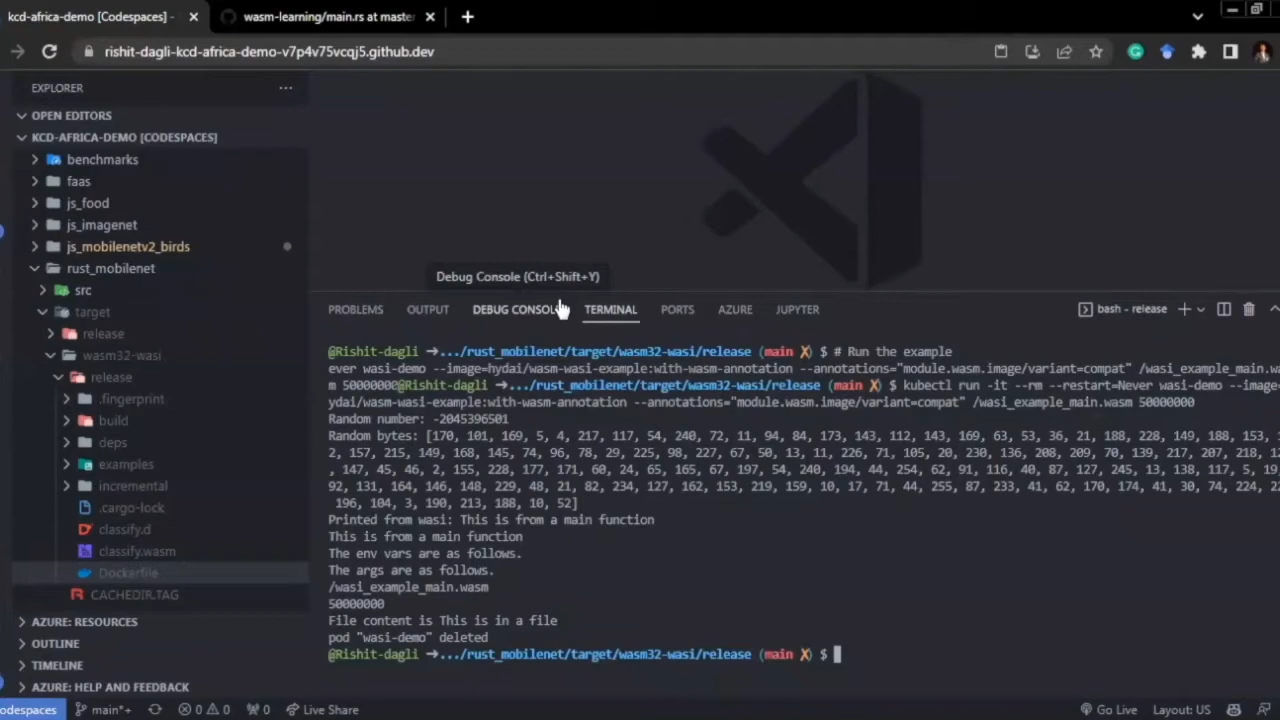 kcd-africa-demo [Codespaces] -
wasm-learning/main.rs at master
rishit-dagli-kcd-africa-demo-v7p4v75vcqj5.github.dev
EXPLORER
OPEN EDITORS
KCD-AFRICA-DEMO [CODESPACES]
benchmarks
faas
js_food
js_imagenet
js_mobilenetv2_birds
rust_mobilenet
src
target
release
wasm32-wasi
release
.fingerprint
build
deps
examples
incremental
.cargo-lock
classify.d
classify.wasm
Dockerfile
CACHEDIR.TAG
AZURE: RESOURCES
OUTLINE
TIMELINE
AZURE: HELP AND FEEDBACK
Debug Console (Ctrl+Shift+Y)
PROBLEMS OUTPUT DEBUG CONSOL TERMINAL PORTS AZURE JUPYTER
bash - release
@Rishit-dagli ➜.../rust_mobilenet/target/wasm32-wasi/release (main ✗) $ # Run the example
ever wasi-demo --image=hydai/wasm-wasi-example:with-wasm-annotation --annotations="module.wasm.image/variant=compat" /wasi_example_main.w
m 50000000@Rishit-dagli ➜.../rust_mobilenet/target/wasm32-wasi/release (main ✗) $ kubectl run -it --rm --restart=Never wasi-demo --image
ydai/wasm-wasi-example:with-wasm-annotation --annotations="module.wasm.image/variant=compat" /wasi_example_main.wasm 50000000
Random number: -2045396501
Random bytes: [170, 101, 169, 5, 4, 217, 117, 54, 240, 72, 11, 94, 84, 173, 143, 112, 143, 169, 63, 53, 36, 21, 188, 228, 149, 188, 153,
2, 157, 215, 149, 168, 145, 74, 96, 78, 29, 225, 98, 227, 67, 50, 13, 11, 226, 71, 105, 20, 230, 136, 208, 209, 70, 139, 217, 207, 218, 1
, 147, 45, 46, 2, 155, 228, 177, 171, 60, 24, 65, 165, 67, 197, 54, 240, 194, 44, 254, 62, 91, 116, 40, 87, 127, 245, 13, 138, 117, 5, 19
92, 131, 164, 146, 148, 229, 48, 21, 82, 234, 127, 162, 153, 219, 159, 10, 17, 71, 44, 255, 87, 233, 41, 62, 170, 174, 41, 30, 74, 224, 22
196, 104, 3, 190, 213, 188, 10, 52]
Printed from wasi: This is from a main function
This is from a main function
The env vars are as follows.
The args are as follows.
/wasi_example_main.wasm
50000000
File content is This is in a file
pod "wasi-demo" deleted
@Rishit-dagli ➜.../rust_mobilenet/target/wasm32-wasi/release (main ✗) $
odespaces main*+ 0 0 0 Live Share Go Live Layout: US